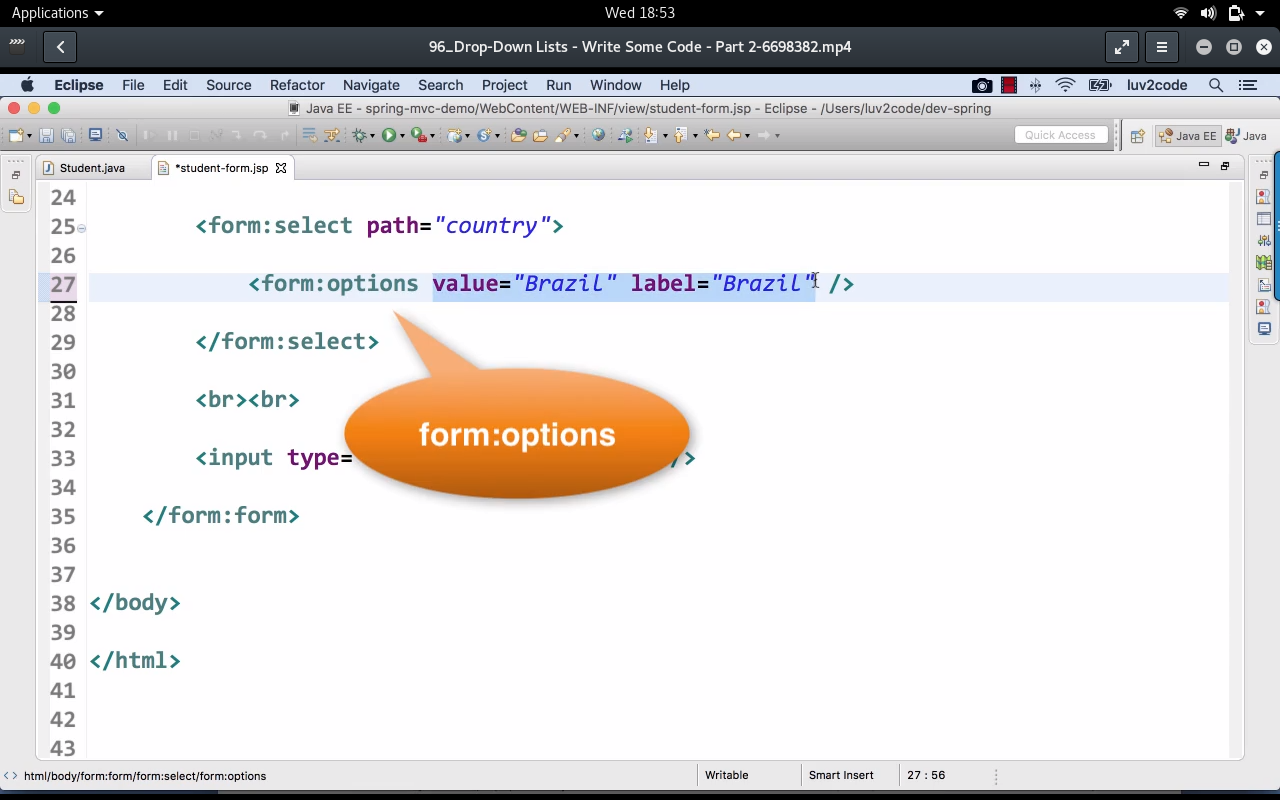 Applications
Wed 18:53
96_Drop-Down Lists - Write Some Code - Part 2-6698382.mp4
Eclipse File Edit Source Refactor Navigate Search Project Run Window Help luv2code
Java EE - spring-mvc-demo/WebContent/WEB-INF/view/student-form.jsp - Eclipse - /Users/luv2code/dev-spring
Quick Access Java EE Java
Student.java *student-form.jsp
24
25 <form:select path="country">
26
27 <form:options value="Brazil" label="Brazil" />
28
29 </form:select>
30
31 <br><br>
form:options
32
33 <input type= />
34
35 </form:form>
36
37
38 </body>
39
40 </html>
41
42
43
html/body/form:form/form:select/form:options Writable Smart Insert 27 : 56